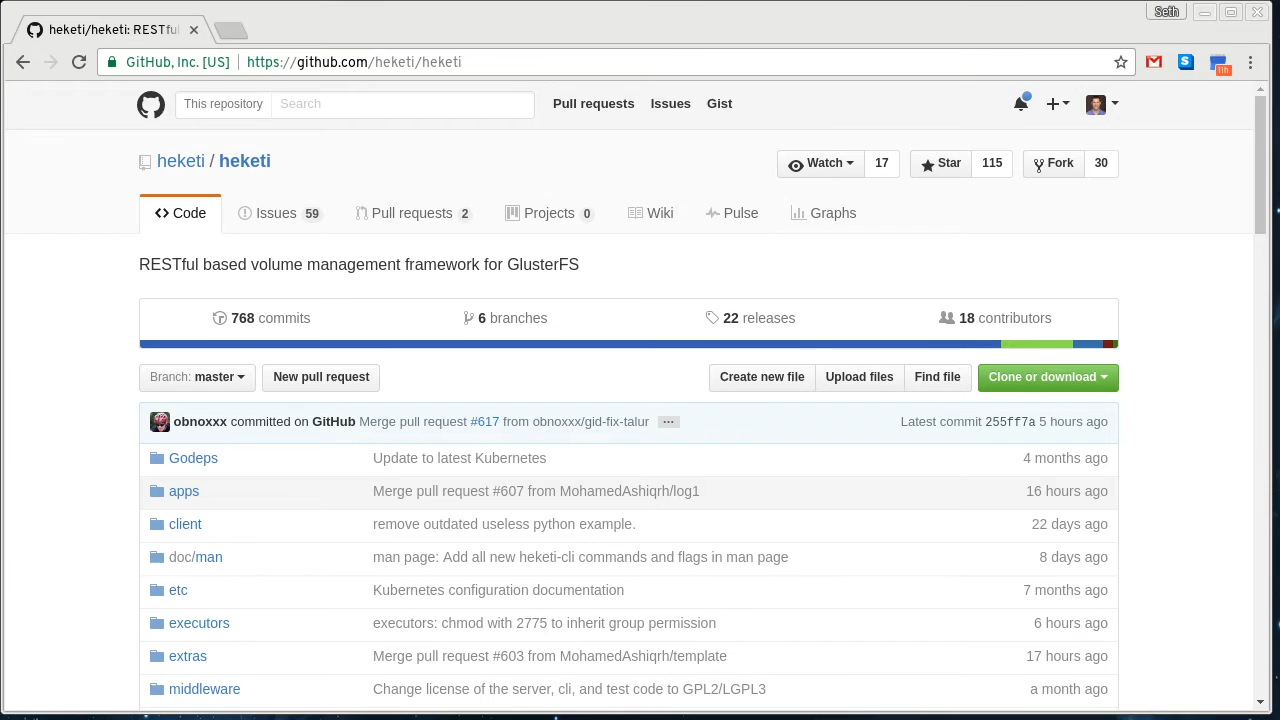 Seth
heketi/heketi: RESTfu
GitHub, Inc. [US] https://github.com/heketi/heketi
11h
This repository Search Pull requests Issues Gist
heketi / heketi
Watch 17 Star 115 Fork 30
Code Issues 59 Pull requests 2 Projects 0 Wiki Pulse Graphs
RESTful based volume management framework for GlusterFS
768 commits 6 branches 22 releases 18 contributors
Branch: master New pull request Create new file Upload files Find file Clone or download
obnoxxx committed on GitHub Merge pull request #617 from obnoxxx/gid-fix-talur … Latest commit 255ff7a 5 hours ago
Godeps Update to latest Kubernetes 4 months ago
apps Merge pull request #607 from MohamedAshiqrh/log1 16 hours ago
client remove outdated useless python example. 22 days ago
doc/man man page: Add all new heketi-cli commands and flags in man page 8 days ago
etc Kubernetes configuration documentation 7 months ago
executors executors: chmod with 2775 to inherit group permission 6 hours ago
extras Merge pull request #603 from MohamedAshiqrh/template 17 hours ago
middleware Change license of the server, cli, and test code to GPL2/LGPL3 a month ago